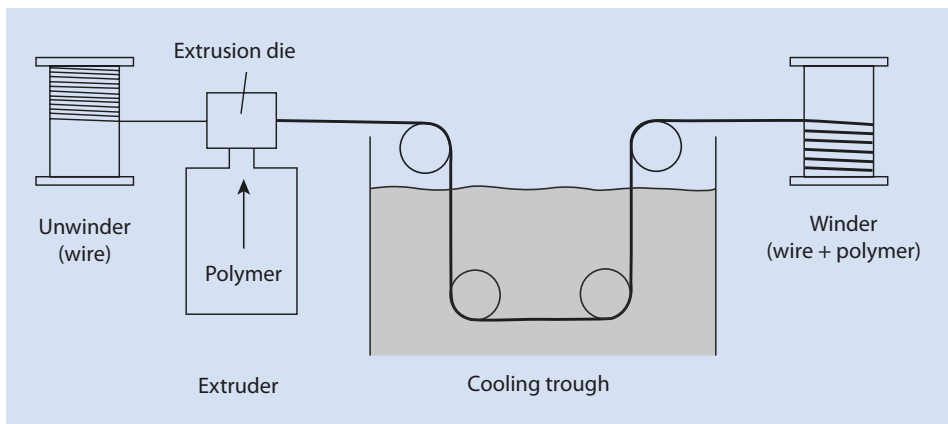 Extrusion die
Unwinder
(wire)
Polymer
Extruder
Cooling trough
Winder
(wire + polymer)